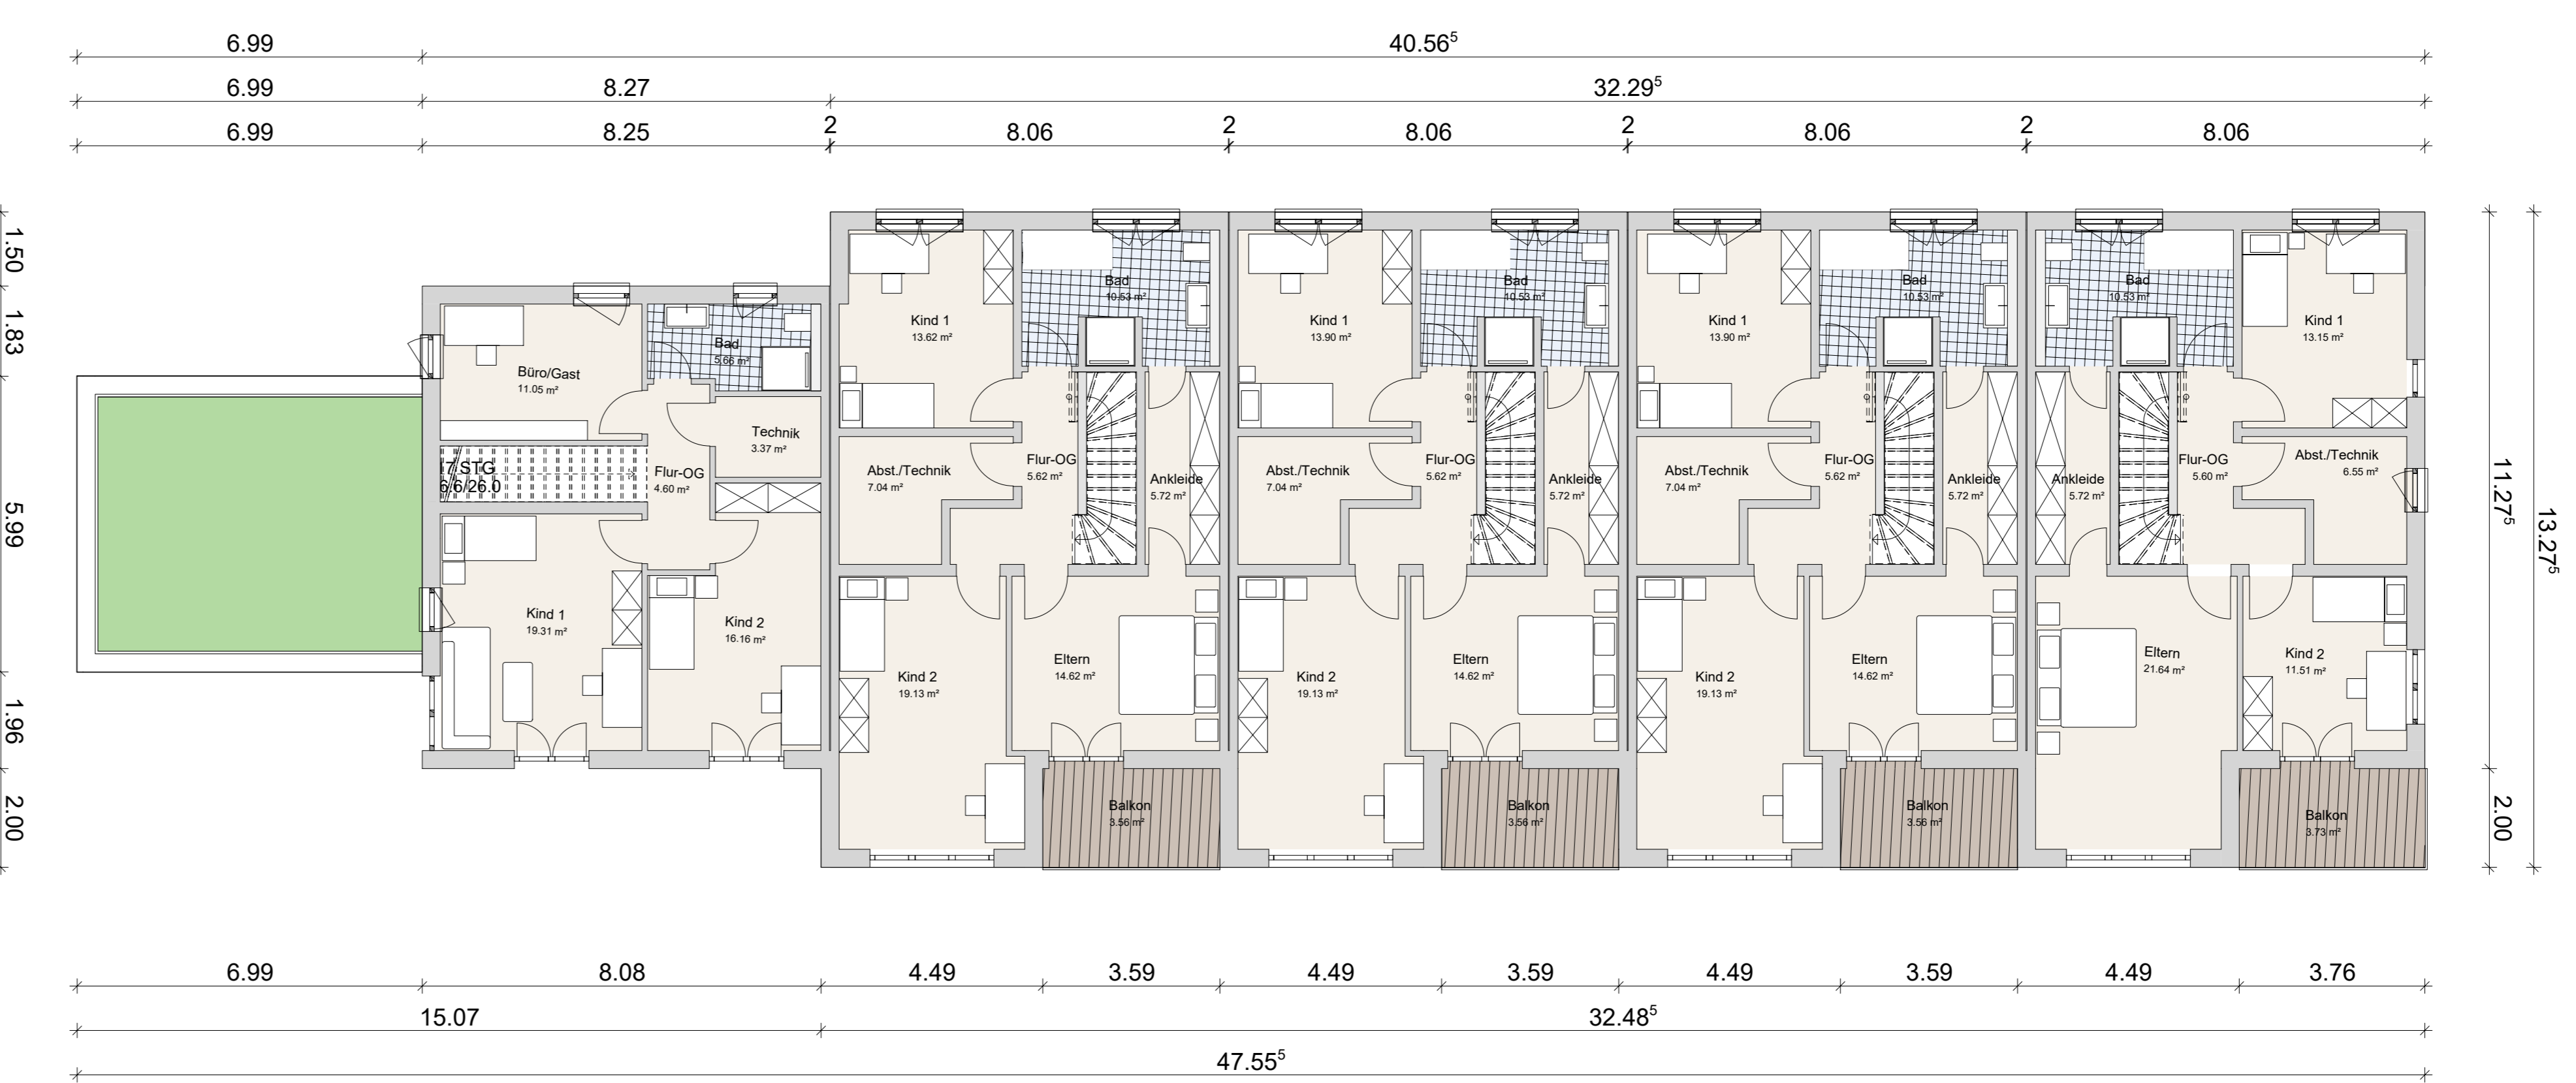 6.99 40.56⁵
6.99 8.27 32.29⁵
6.99 8.25 2 8.06 2 8.06 2 8.06 2 8.06
1.50
1.83
5.99
1.96
2.00
Büro/Gast
11.05 m²
Bad
5.66 m²
Technik
3.37 m²
7 STG
6.6/26.0
Flur-OG
4.60 m²
Kind 1
19.31 m²
Kind 2
16.16 m²
Kind 1
13.62 m²
Bad
10.53 m²
Abst./Technik
7.04 m²
Flur-OG
5.62 m²
Ankleide
5.72 m²
Kind 2
19.13 m²
Eltern
14.62 m²
Balkon
3.56 m²
Kind 1
13.90 m²
Bad
10.53 m²
Abst./Technik
7.04 m²
Flur-OG
5.62 m²
Ankleide
5.72 m²
Kind 2
19.13 m²
Eltern
14.62 m²
Balkon
3.56 m²
Kind 1
13.90 m²
Bad
10.53 m²
Abst./Technik
7.04 m²
Flur-OG
5.62 m²
Ankleide
5.72 m²
Kind 2
19.13 m²
Eltern
14.62 m²
Balkon
3.56 m²
Bad
10.53 m²
Kind 1
13.15 m²
Ankleide
5.72 m²
Flur-OG
5.60 m²
Abst./Technik
6.55 m²
Eltern
21.64 m²
Kind 2
11.51 m²
Balkon
3.73 m²
11.27⁵
2.00
13.27⁵
6.99 8.08 4.49 3.59 4.49 3.59 4.49 3.59 4.49 3.76
15.07 32.48⁵
47.55⁵